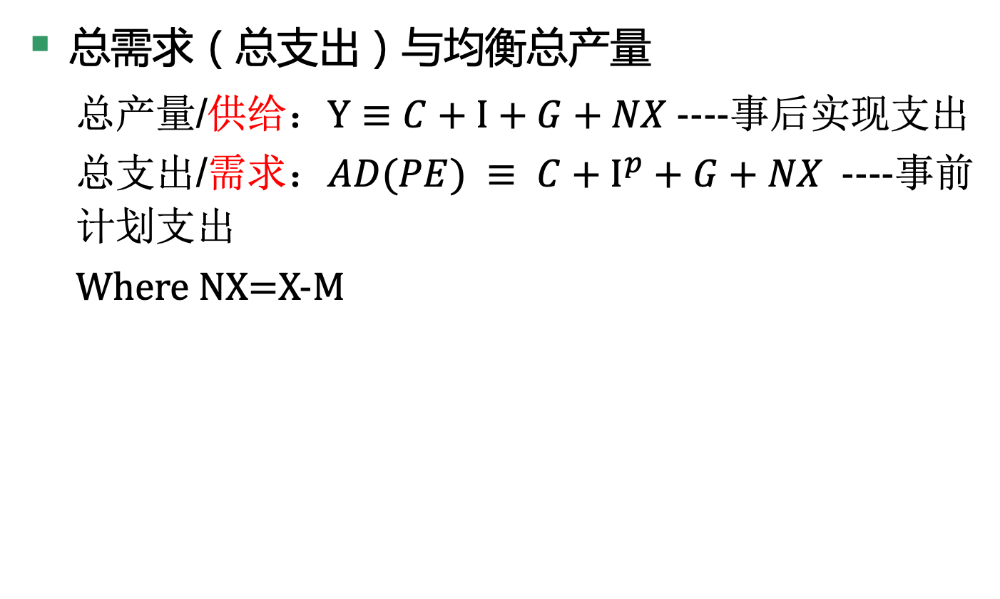 总需求（总支出）与均衡总产量
总产量/供给：Y ≡ C + I + G + NX ----事后实现支出
总支出/需求：AD(PE) ≡ C + Iᵖ + G + NX ----事前
计划支出
Where NX=X-M